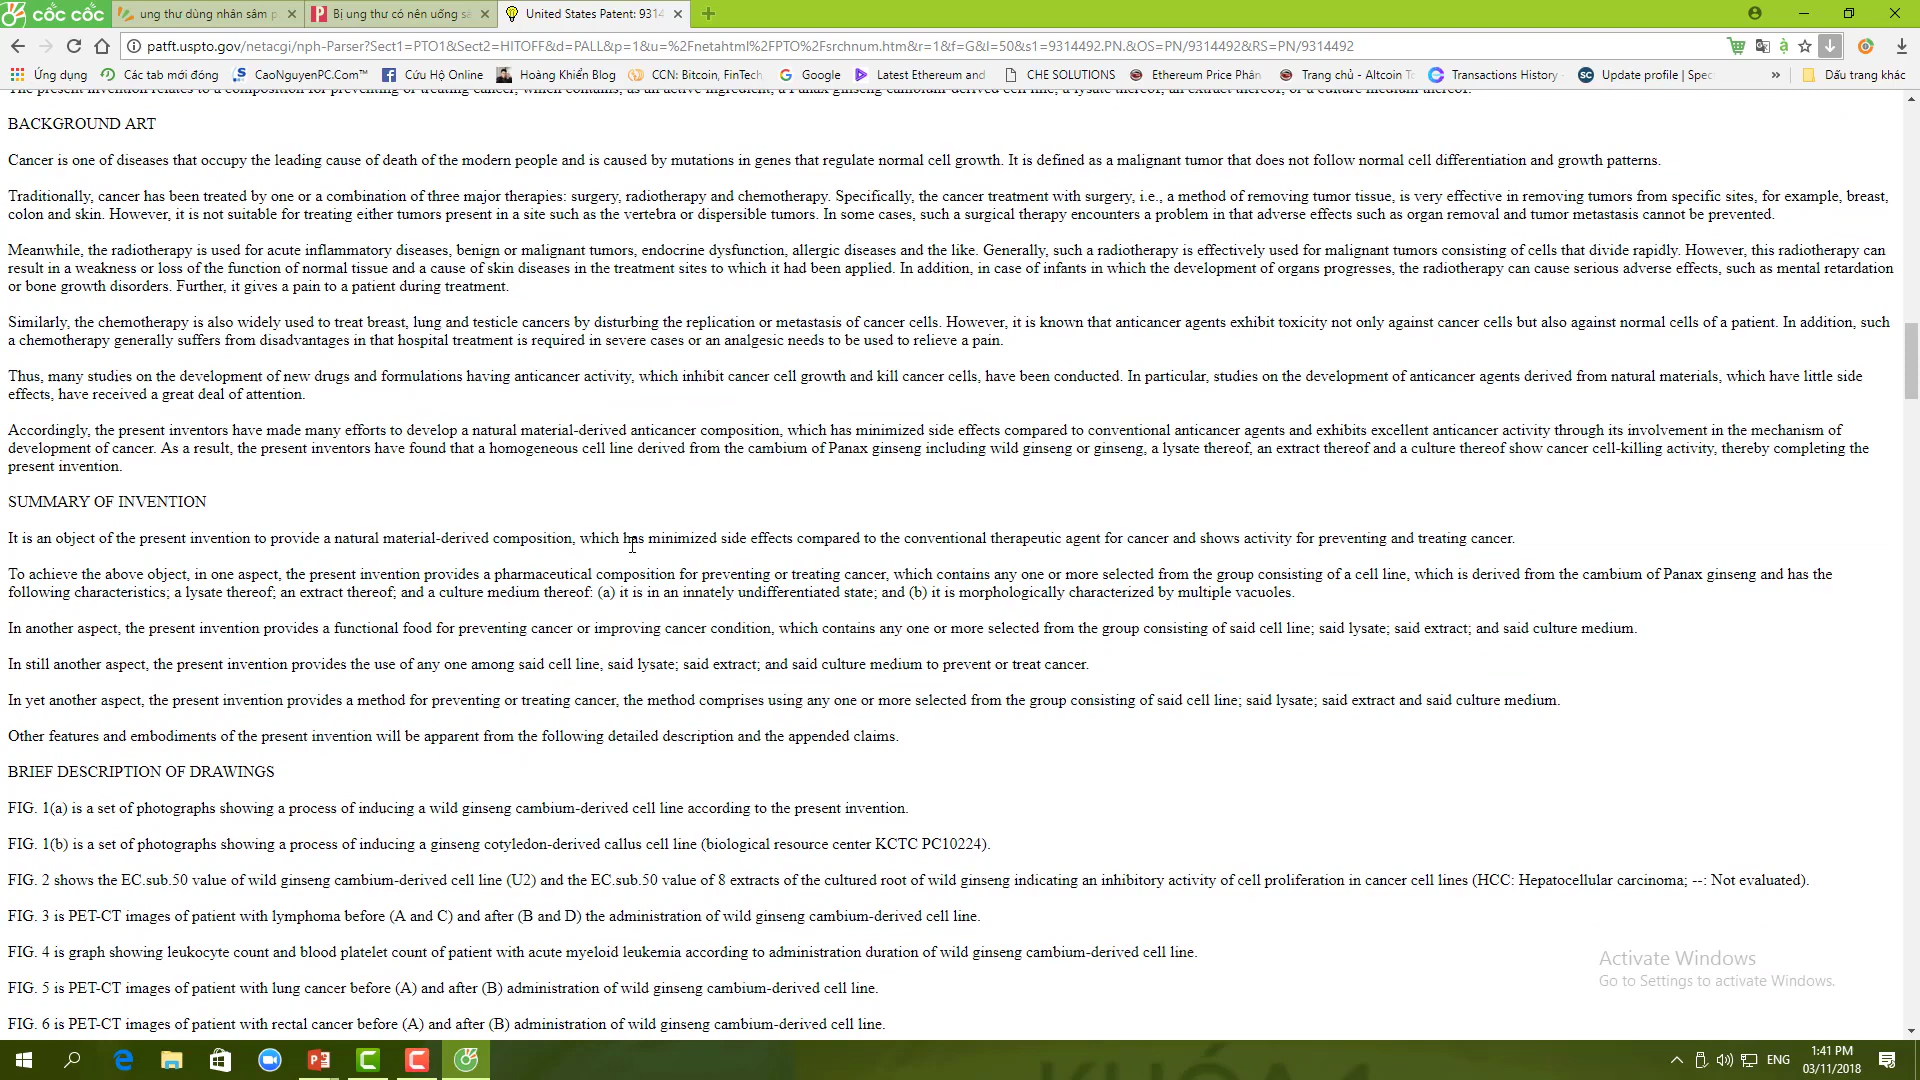 cốc cốc
ung thư dùng nhân sâm p
Bị ung thư có nên uống sâ
United States Patent: 9314
patft.uspto.gov/netacgi/nph-Parser?Sect1=PTO1&Sect2=HITOFF&d=PALL&p=1&u=%2Fnetahtml%2FPTO%2Fsrchnum.htm&r=1&f=G&l=50&s1=9314492.PN.&OS=PN/9314492&RS=PN/9314492
Ứng dụng
Các tab mới đóng
CaoNguyenPC.Com™
Cứu Hộ Online
Hoàng Khiển Blog
CCN: Bitcoin, FinTech,
Google
Latest Ethereum and
CHE SOLUTIONS
Ethereum Price Phân
Trang chủ - Altcoin T
Transactions History
Update profile | Spec
»
Dấu trang khác
The present invention relates to a composition for preventing or treating cancer, which contains, as an active ingredient, a Panax ginseng cambium-derived cell line, a lysate thereof, an extract thereof, or a culture medium thereof.
BACKGROUND ART
Cancer is one of diseases that occupy the leading cause of death of the modern people and is caused by mutations in genes that regulate normal cell growth. It is defined as a malignant tumor that does not follow normal cell differentiation and growth patterns.
Traditionally, cancer has been treated by one or a combination of three major therapies: surgery, radiotherapy and chemotherapy. Specifically, the cancer treatment with surgery, i.e., a method of removing tumor tissue, is very effective in removing tumors from specific sites, for example, breast,
colon and skin. However, it is not suitable for treating either tumors present in a site such as the vertebra or dispersible tumors. In some cases, such a surgical therapy encounters a problem in that adverse effects such as organ removal and tumor metastasis cannot be prevented.
Meanwhile, the radiotherapy is used for acute inflammatory diseases, benign or malignant tumors, endocrine dysfunction, allergic diseases and the like. Generally, such a radiotherapy is effectively used for malignant tumors consisting of cells that divide rapidly. However, this radiotherapy can
result in a weakness or loss of the function of normal tissue and a cause of skin diseases in the treatment sites to which it had been applied. In addition, in case of infants in which the development of organs progresses, the radiotherapy can cause serious adverse effects, such as mental retardation
or bone growth disorders. Further, it gives a pain to a patient during treatment.
Similarly, the chemotherapy is also widely used to treat breast, lung and testicle cancers by disturbing the replication or metastasis of cancer cells. However, it is known that anticancer agents exhibit toxicity not only against cancer cells but also against normal cells of a patient. In addition, such
a chemotherapy generally suffers from disadvantages in that hospital treatment is required in severe cases or an analgesic needs to be used to relieve a pain.
Thus, many studies on the development of new drugs and formulations having anticancer activity, which inhibit cancer cell growth and kill cancer cells, have been conducted. In particular, studies on the development of anticancer agents derived from natural materials, which have little side
effects, have received a great deal of attention.
Accordingly, the present inventors have made many efforts to develop a natural material-derived anticancer composition, which has minimized side effects compared to conventional anticancer agents and exhibits excellent anticancer activity through its involvement in the mechanism of
development of cancer. As a result, the present inventors have found that a homogeneous cell line derived from the cambium of Panax ginseng including wild ginseng or ginseng, a lysate thereof, an extract thereof and a culture thereof show cancer cell-killing activity, thereby completing the
present invention.
SUMMARY OF INVENTION
It is an object of the present invention to provide a natural material-derived composition, which has minimized side effects compared to the conventional therapeutic agent for cancer and shows activity for preventing and treating cancer.
To achieve the above object, in one aspect, the present invention provides a pharmaceutical composition for preventing or treating cancer, which contains any one or more selected from the group consisting of a cell line, which is derived from the cambium of Panax ginseng and has the
following characteristics; a lysate thereof; an extract thereof; and a culture medium thereof: (a) it is in an innately undifferentiated state; and (b) it is morphologically characterized by multiple vacuoles.
In another aspect, the present invention provides a functional food for preventing cancer or improving cancer condition, which contains any one or more selected from the group consisting of said cell line; said lysate; said extract; and said culture medium.
In still another aspect, the present invention provides the use of any one among said cell line, said lysate; said extract; and said culture medium to prevent or treat cancer.
In yet another aspect, the present invention provides a method for preventing or treating cancer, the method comprises using any one or more selected from the group consisting of said cell line; said lysate; said extract and said culture medium.
Other features and embodiments of the present invention will be apparent from the following detailed description and the appended claims.
BRIEF DESCRIPTION OF DRAWINGS
FIG. 1(a) is a set of photographs showing a process of inducing a wild ginseng cambium-derived cell line according to the present invention.
FIG. 1(b) is a set of photographs showing a process of inducing a ginseng cotyledon-derived callus cell line (biological resource center KCTC PC10224).
FIG. 2 shows the EC.sub.50 value of wild ginseng cambium-derived cell line (U2) and the EC.sub.50 value of 8 extracts of the cultured root of wild ginseng indicating an inhibitory activity of cell proliferation in cancer cell lines (HCC: Hepatocellular carcinoma; --: Not evaluated).
FIG. 3 is PET-CT images of patient with lymphoma before (A and C) and after (B and D) the administration of wild ginseng cambium-derived cell line.
FIG. 4 is graph showing leukocyte count and blood platelet count of patient with acute myeloid leukemia according to administration duration of wild ginseng cambium-derived cell line.
FIG. 5 is PET-CT images of patient with lung cancer before (A) and after (B) administration of wild ginseng cambium-derived cell line.
FIG. 6 is PET-CT images of patient with rectal cancer before (A) and after (B) administration of wild ginseng cambium-derived cell line.
Activate Windows
Go to Settings to activate Windows.
KHÓA 1
ENG
1:41 PM
03/11/2018